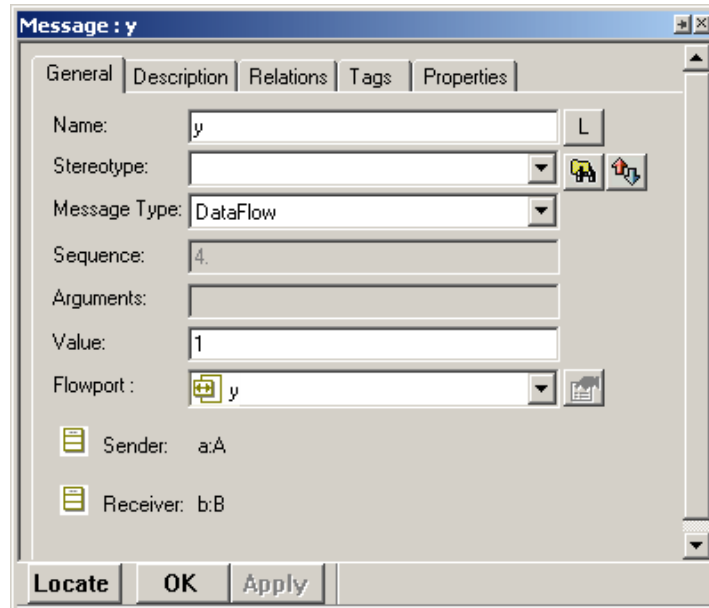 Message : y
General Description Relations Tags Properties
Name: y L
Stereotype:
Message Type: DataFlow
Sequence: 4.
Arguments:
Value: 1
Flowport : y
Sender: a:A
Receiver: b:B
Locate OK Apply